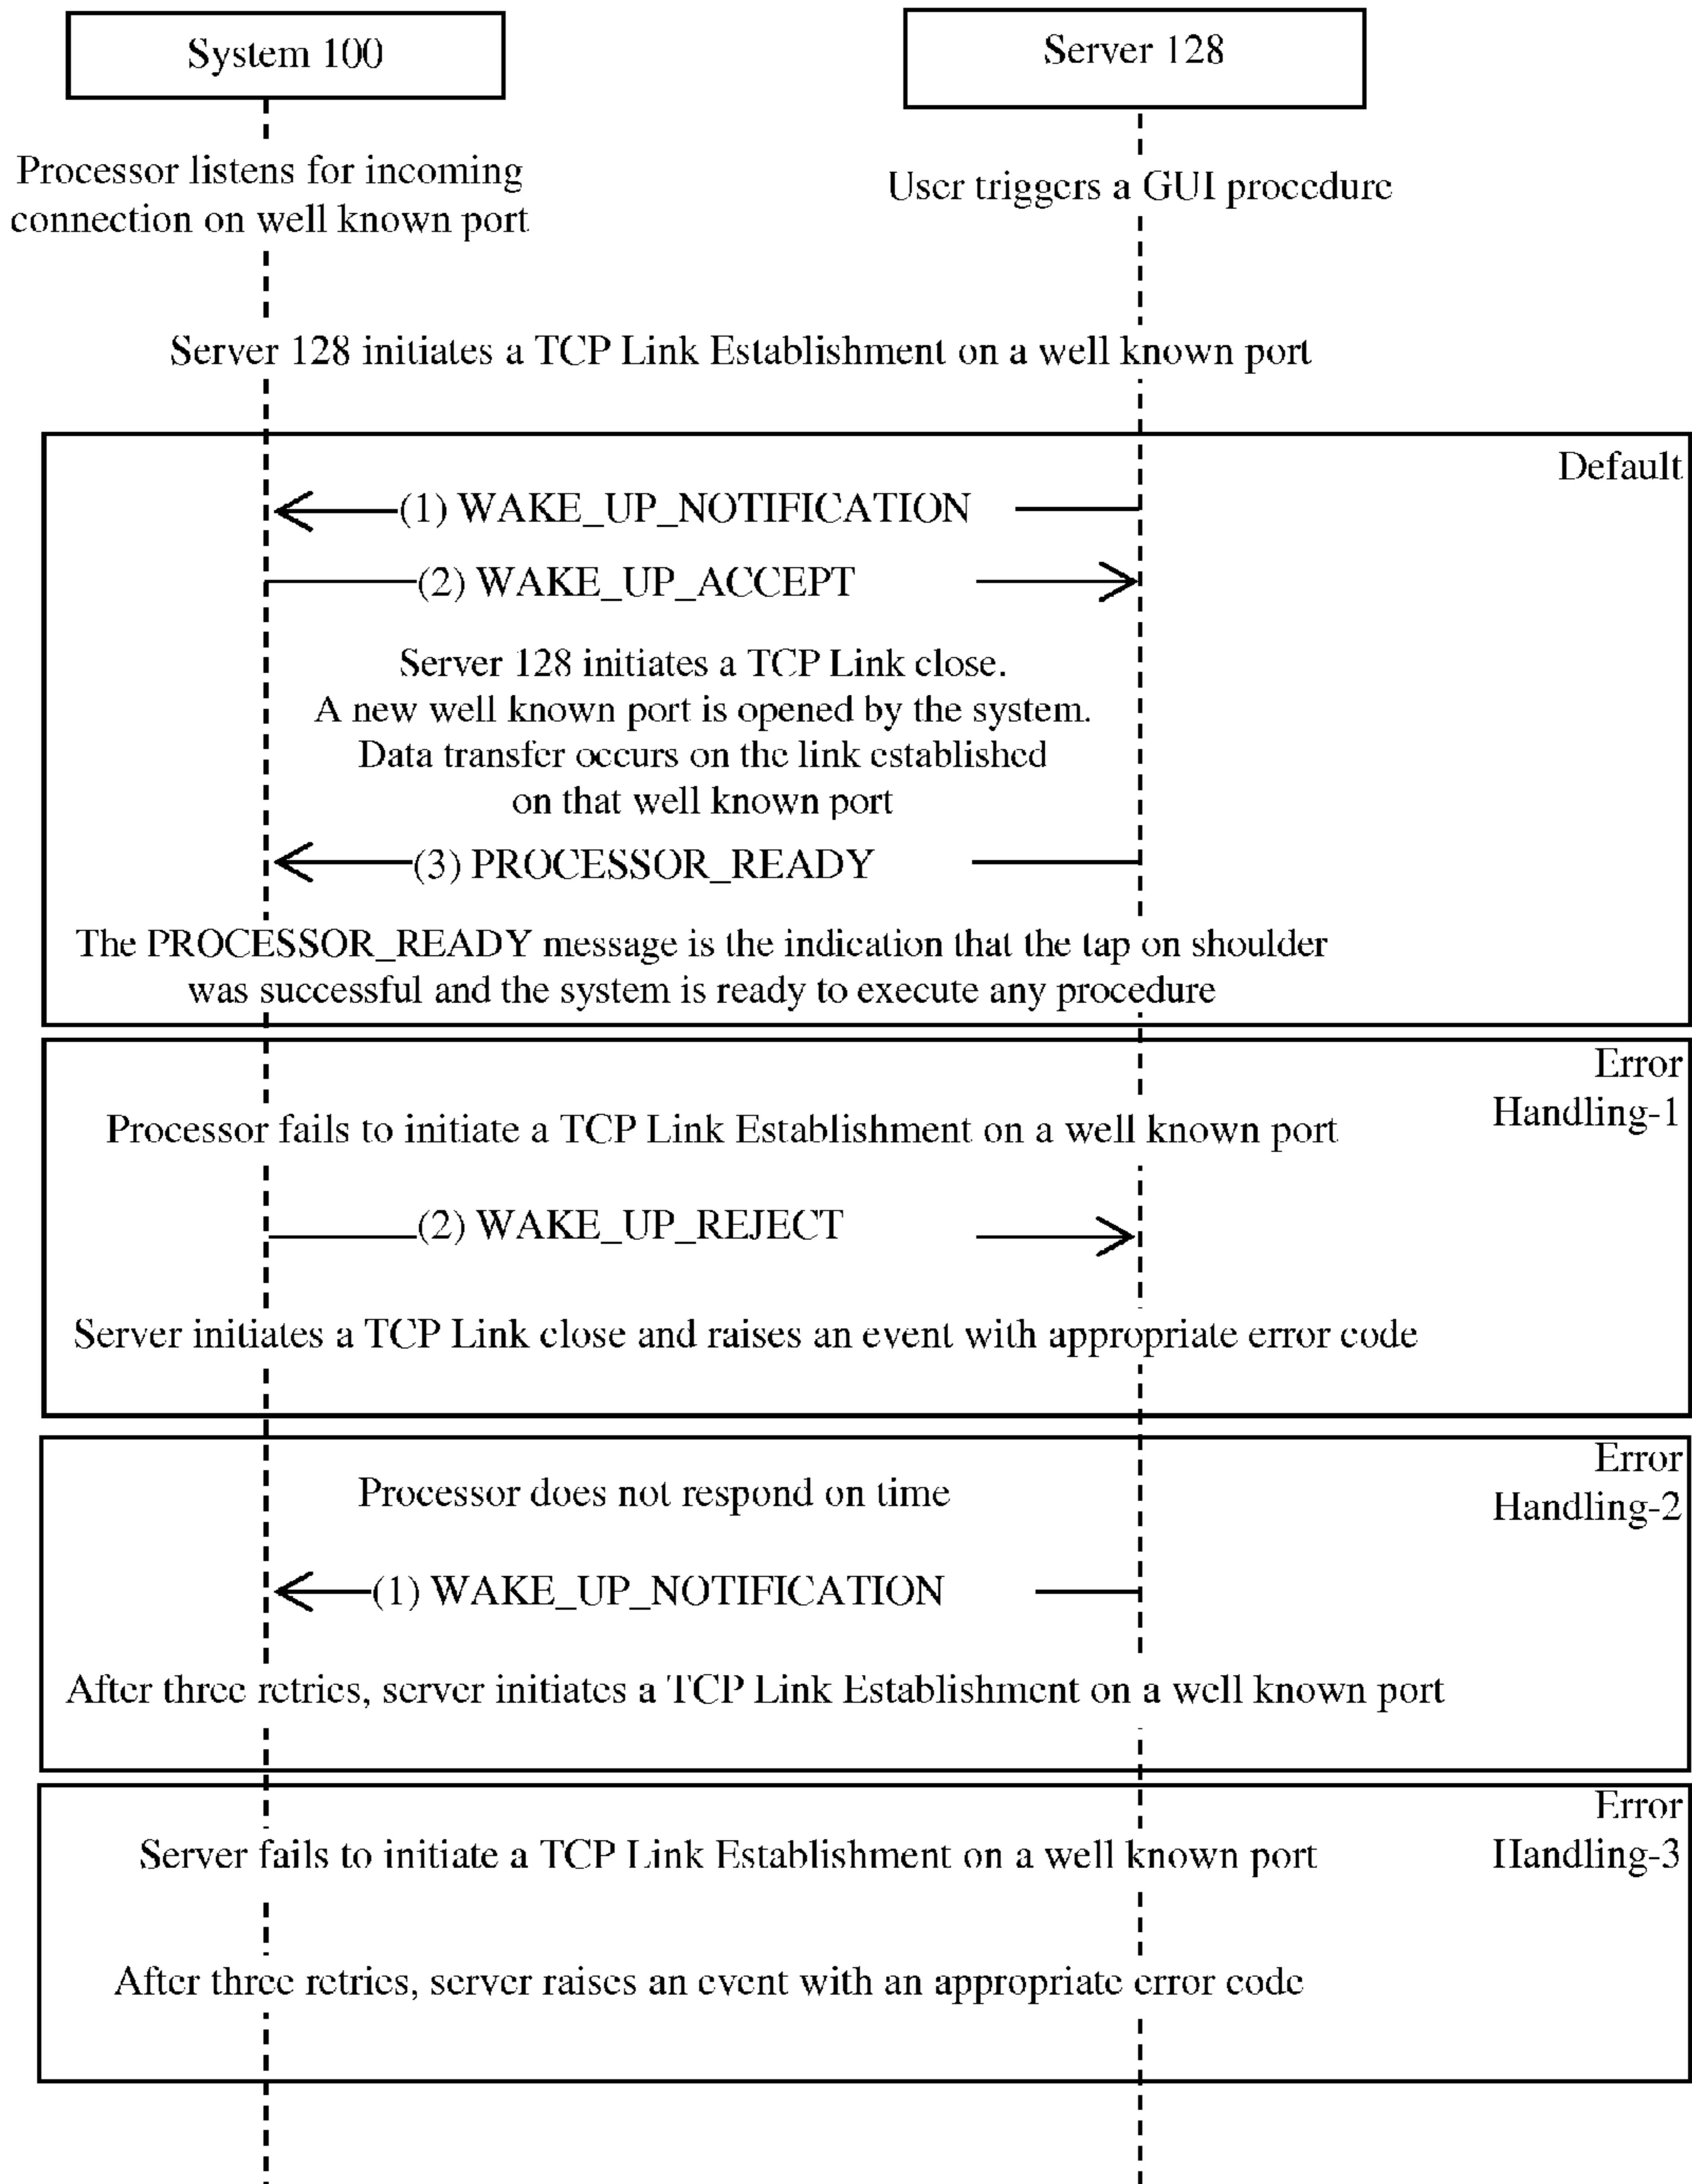 System 100
Server 128
Processor listens for incoming
connection on well known port
User triggers a GUI procedure
Server 128 initiates a TCP Link Establishment on a well known port
Default
(1) WAKE_UP_NOTIFICATION
(2) WAKE_UP_ACCEPT
Server 128 initiates a TCP Link close.
A new well known port is opened by the system.
Data transfer occurs on the link established
on that well known port
(3) PROCESSOR_READY
The PROCESSOR_READY message is the indication that the tap on shoulder
was successful and the system is ready to execute any procedure
Error
Handling-1
Processor fails to initiate a TCP Link Establishment on a well known port
(2) WAKE_UP_REJECT
Server initiates a TCP Link close and raises an event with appropriate error code
Error
Handling-2
Processor does not respond on time
(1) WAKE_UP_NOTIFICATION
After three retries, server initiates a TCP Link Establishment on a well known port
Error
Handling-3
Server fails to initiate a TCP Link Establishment on a well known port
After three retries, server raises an event with an appropriate error code